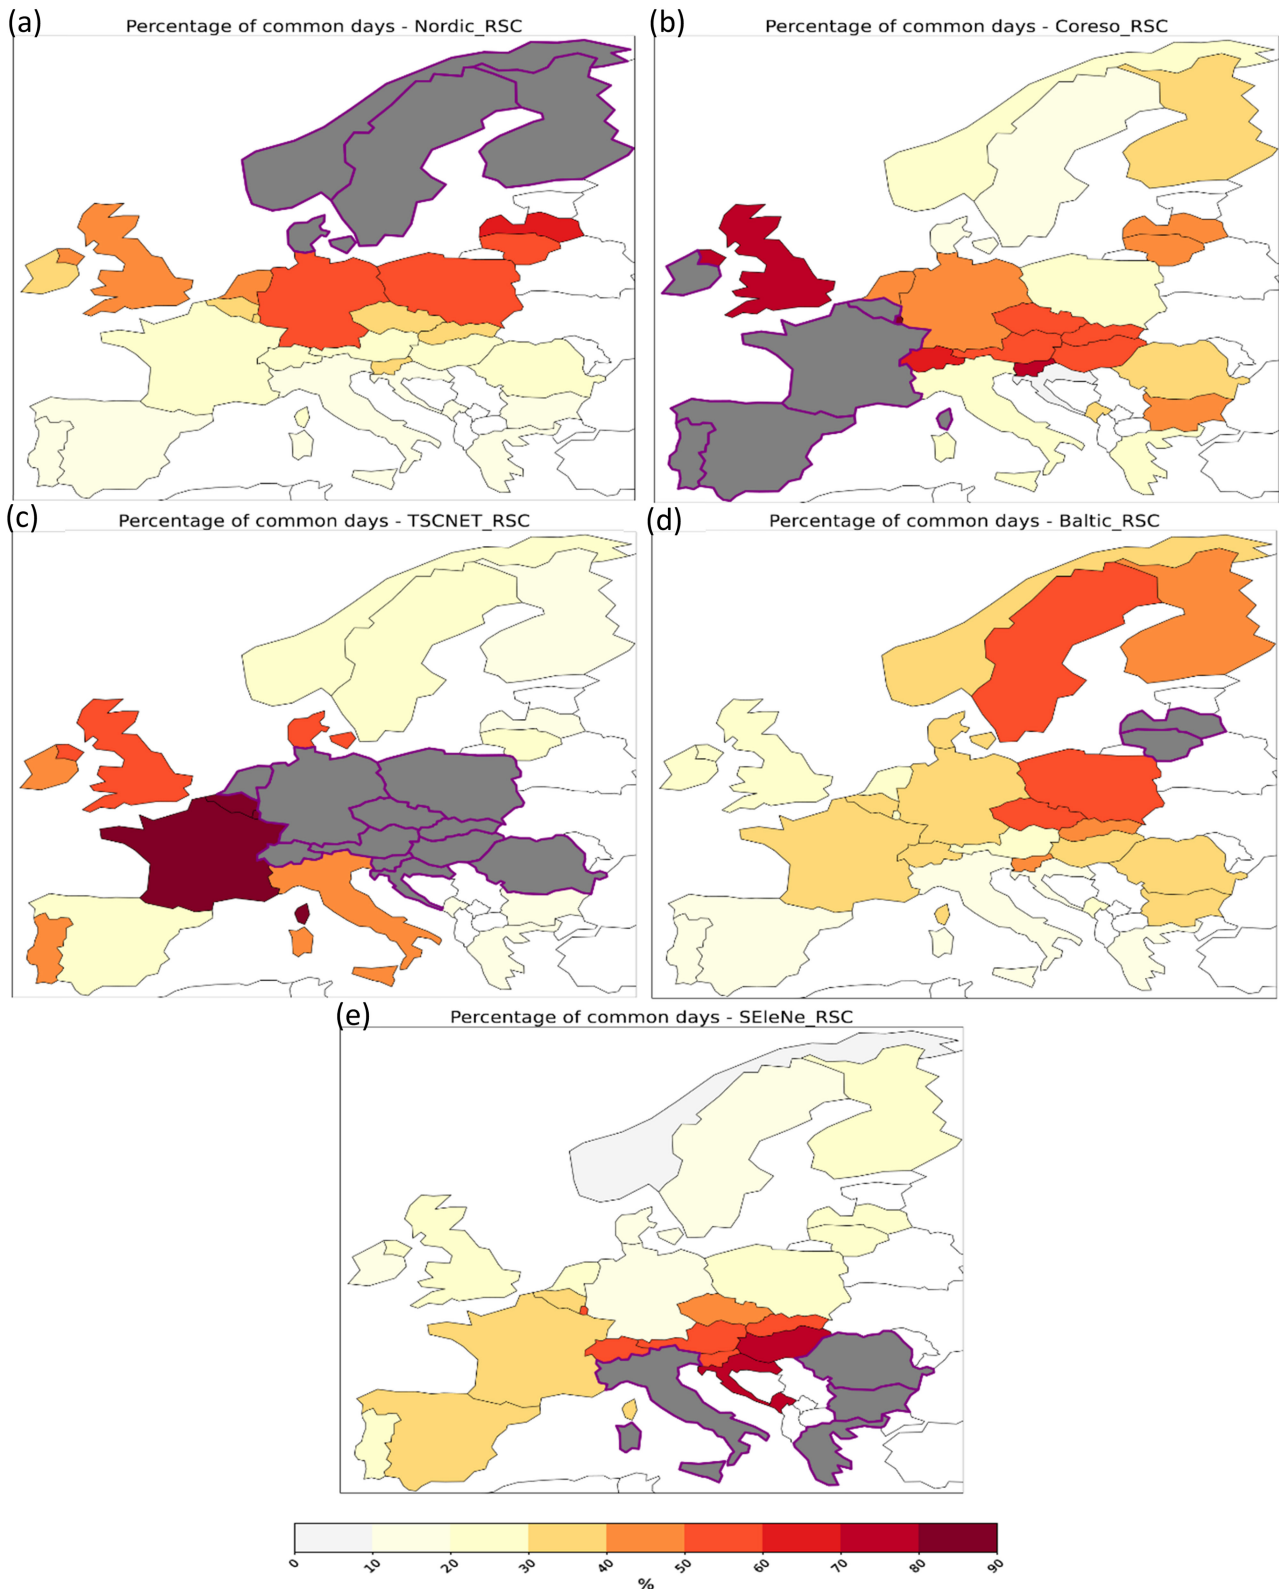 (a)
Percentage of common days - Nordic_RSC
(b)
Percentage of common days - Coreso_RSC
(c)
Percentage of common days - TSCNET_RSC
(d)
Percentage of common days - Baltic_RSC
(e)
Percentage of common days - SEleNe_RSC
0 10 20 30 40 50 60 70 80 90
%